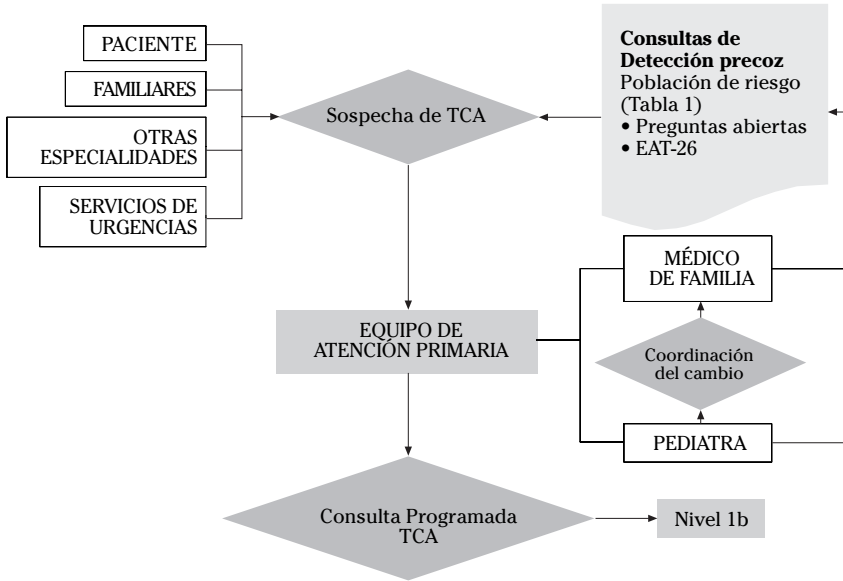 PACIENTE
FAMILIARES
OTRAS
ESPECIALIDADES
SERVICIOS DE
URGENCIAS
Sospecha de TCA
Consultas de
Detección precoz
Población de riesgo
(Tabla 1)
• Preguntas abiertas
• EAT-26
EQUIPO DE
ATENCIÓN PRIMARIA
MÉDICO
DE FAMILIA
Coordinación
del cambio
PEDIATRA
Consulta Programada
TCA
Nivel 1b